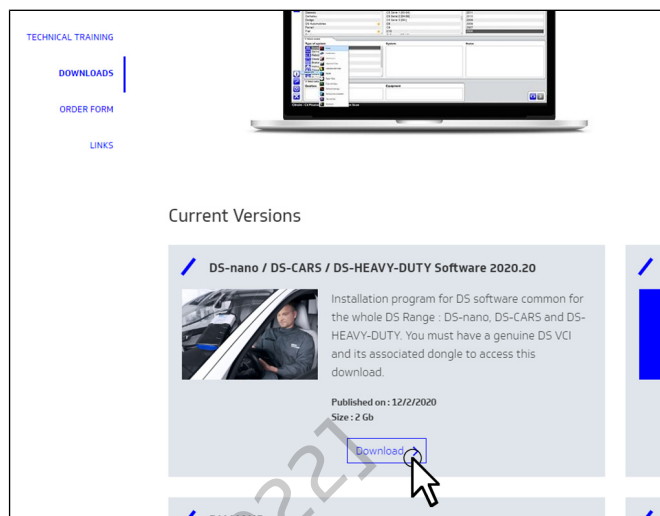 TECHNICAL TRAINING
DOWNLOADS
ORDER FORM
LINKS
Current Versions
DS-nano / DS-CARS / DS-HEAVY-DUTY Software 2020.20
Installation program for DS software common for
the whole DS Range : DS-nano, DS-CARS and DS-
HEAVY-DUTY. You must have a genuine DS VCI
and its associated dongle to access this
download.
Published on : 12/2/2020
Size : 2 Gb
Download
022]